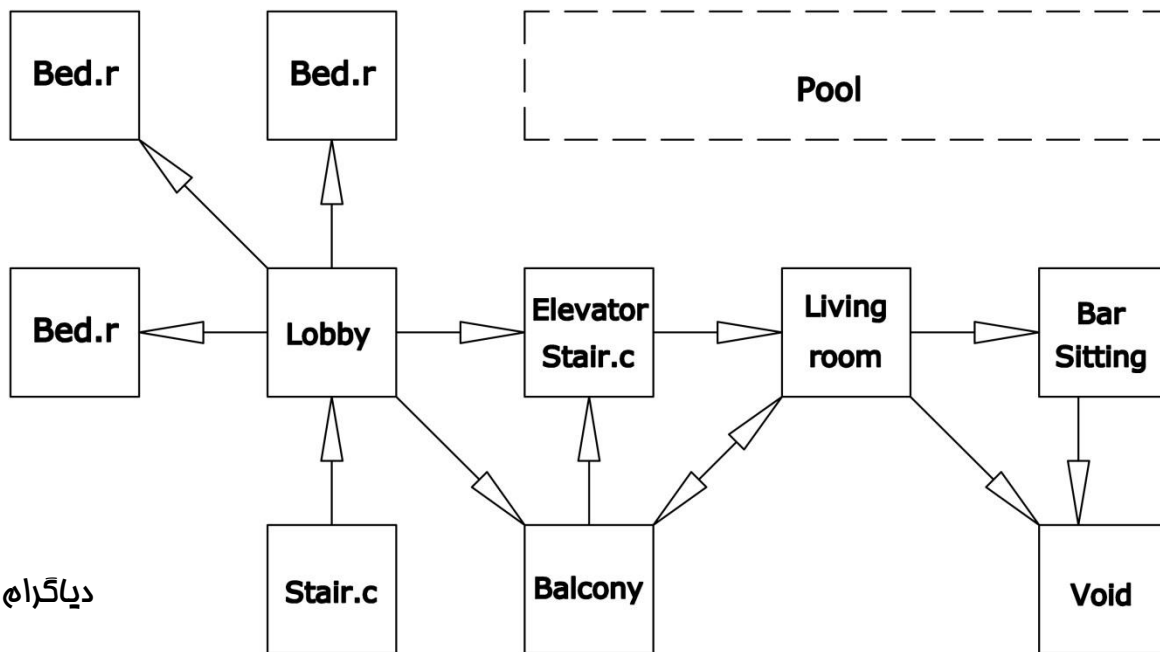 Bed.r
Bed.r
Pool
Bed.r
Lobby
Elevator
Stair.c
Living
room
Bar
Sitting
Stair.c
Balcony
Void
دیاگرام